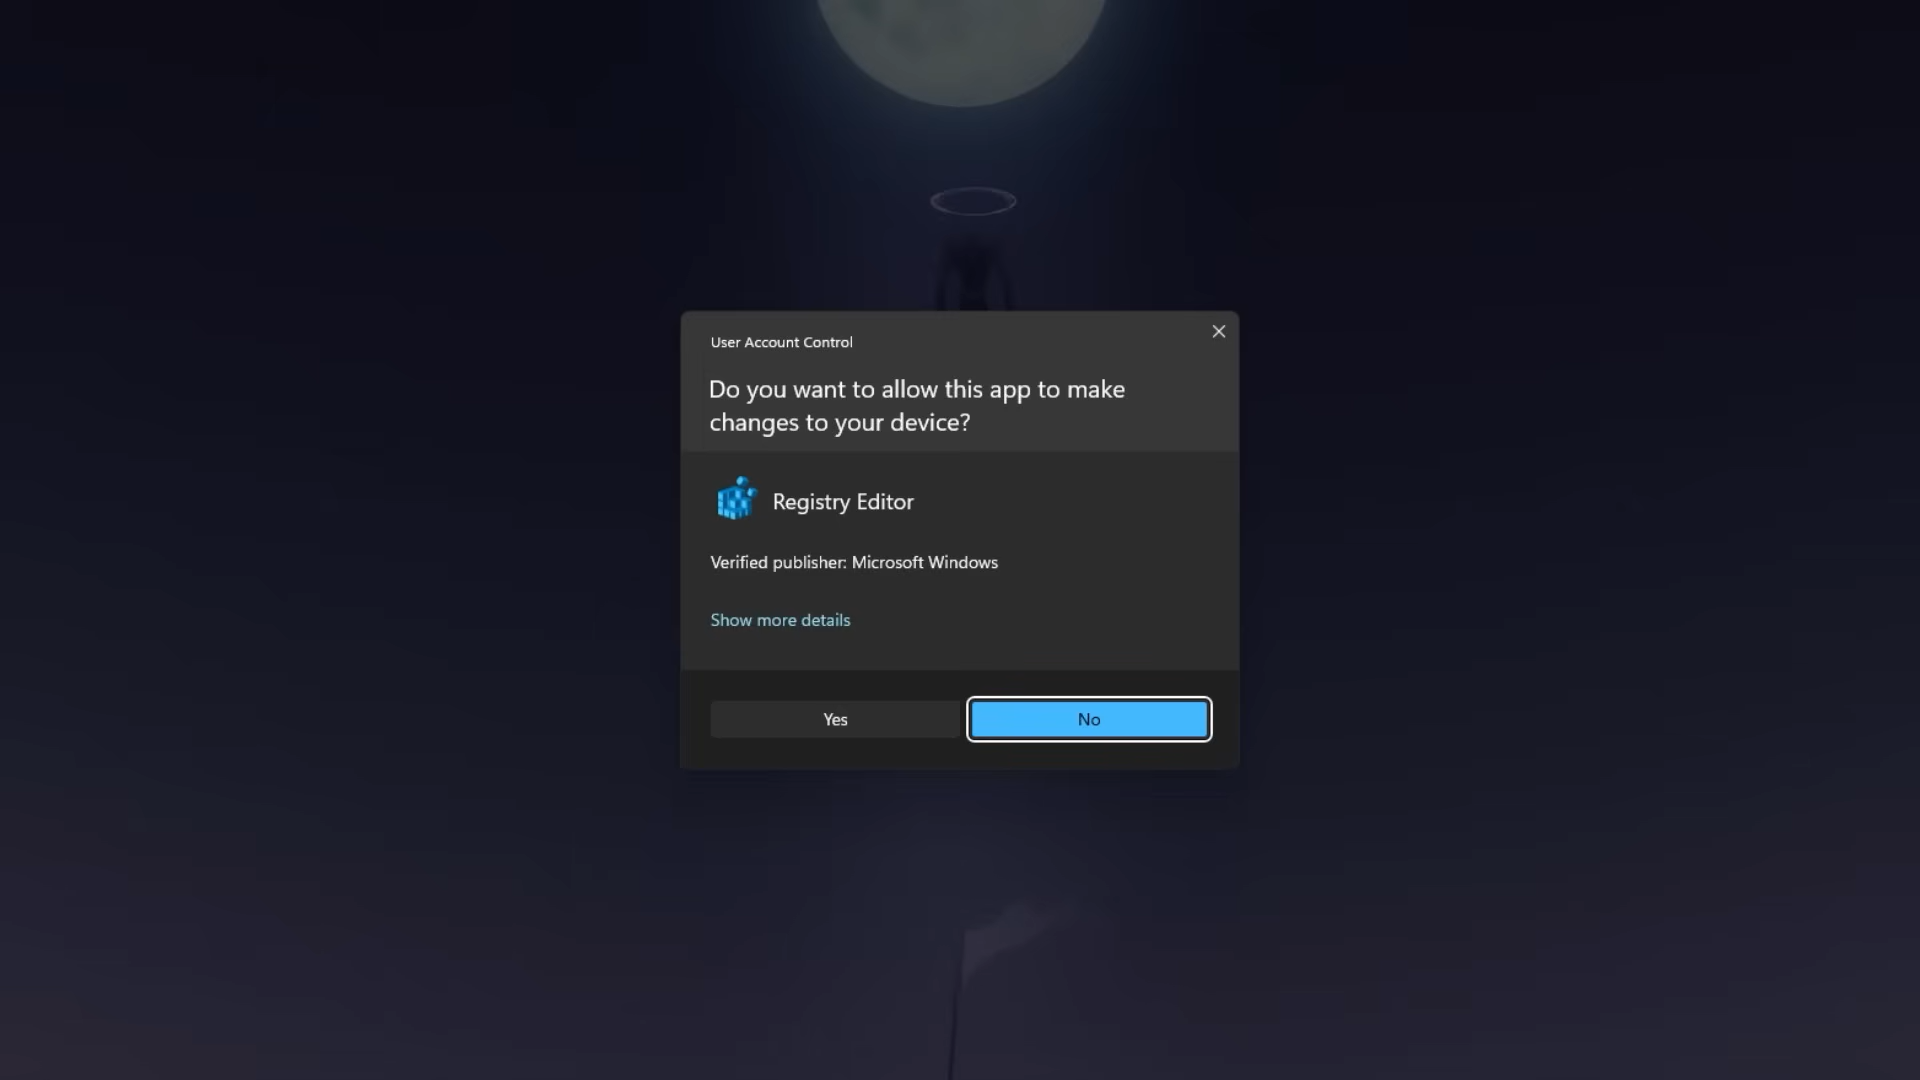 User Account Control
Do you want to allow this app to make
changes to your device?
Registry Editor
Verified publisher: Microsoft Windows
Show more details
Yes
No